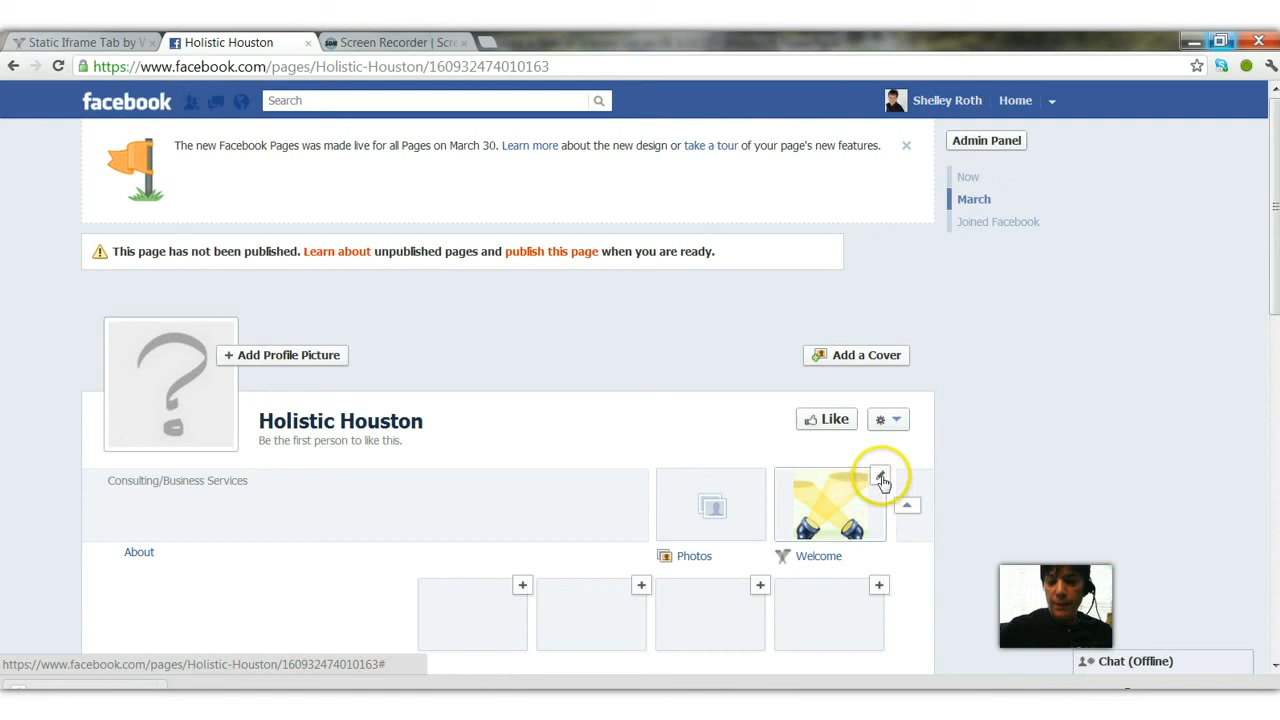 Static Iframe Tab by
Holistic Houston
Screen Recorder | Scre
https://www.facebook.com/pages/Holistic-Houston/160932474010163
facebook
Search
Shelley Roth
Home
The new Facebook Pages was made live for all Pages on March 30. Learn more about the new design or take a tour of your page's new features.
Admin Panel
Now
March
Joined Facebook
This page has not been published. Learn about unpublished pages and publish this page when you are ready.
+ Add Profile Picture
Add a Cover
Holistic Houston
Be the first person to like this.
Like
Consulting/Business Services
About
Photos
Welcome
https://www.facebook.com/pages/Holistic-Houston/160932474010163#
Chat (Offline)